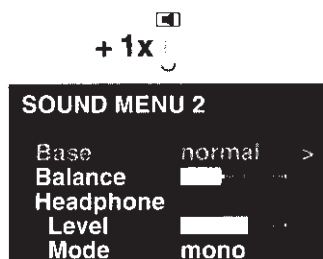 + 1x
SOUND MENU 2
Base normal >
Balance
Headphone
Level
Mode mono